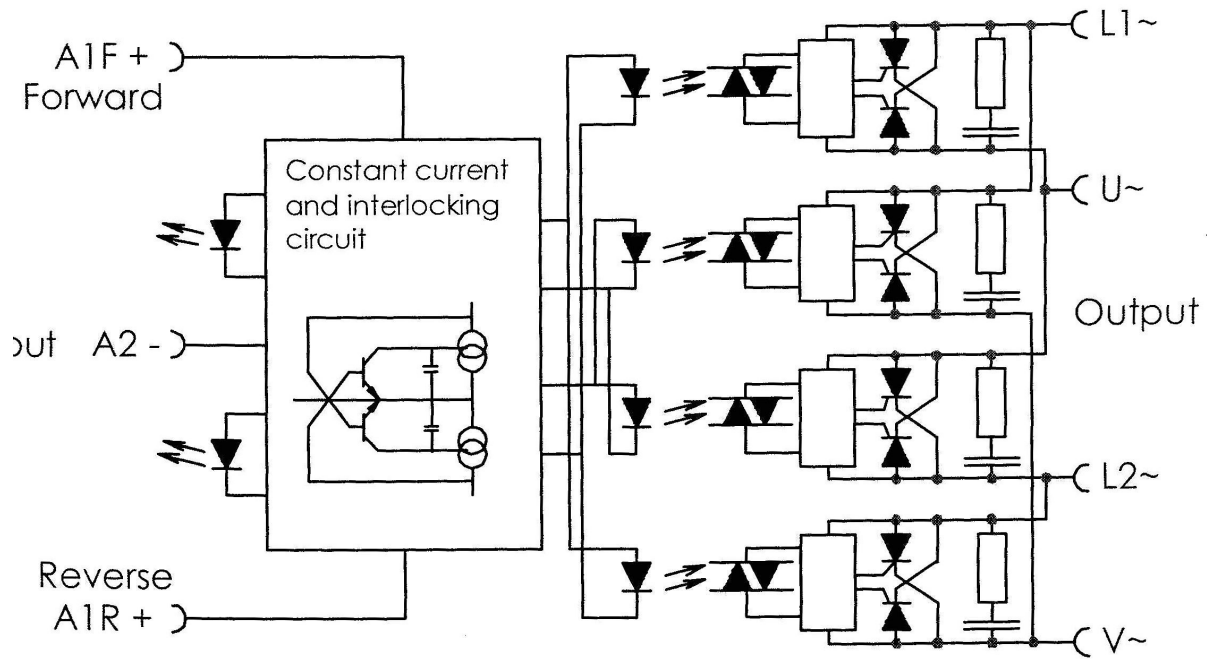 A1F +
Forward
Constant current
and interlocking
circuit
A2 -
Reverse
A1R +
L1~
U~
Output
L2~
V~